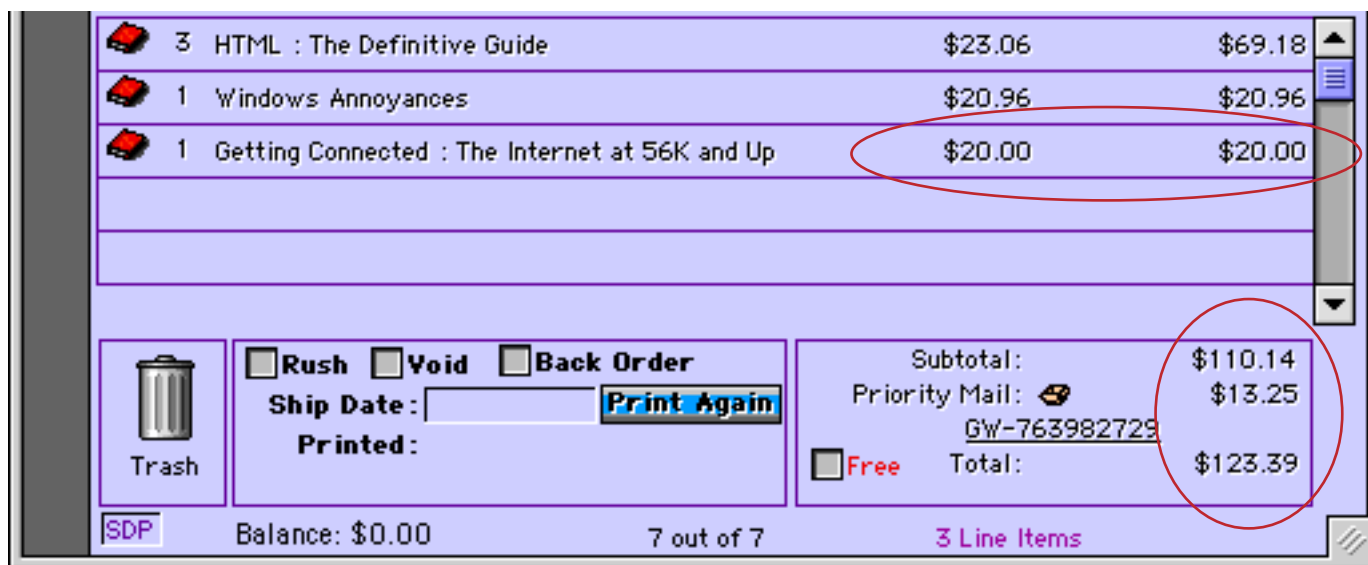 3 HTML : The Definitive Guide $23.06 $69.18
1 Windows Annoyances $20.96 $20.96
1 Getting Connected : The Internet at 56K and Up $20.00 $20.00
Trash
Rush Void Back Order
Ship Date: Print Again
Printed:
Subtotal: $110.14
Priority Mail: $13.25
GW-763982729
Free Total: $123.39
SDP Balance: $0.00 7 out of 7 3 Line Items